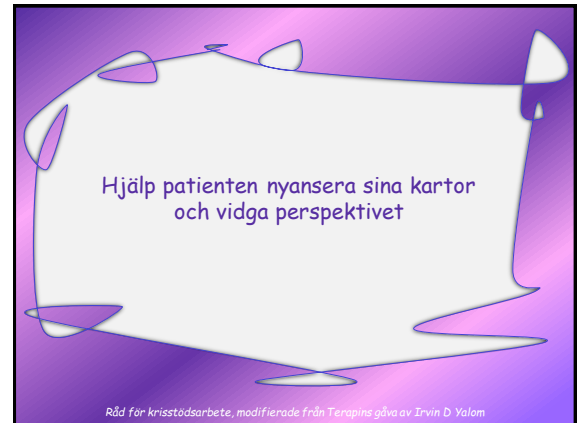 Hjälp patienten nyansera sina kartor
och vidga perspektivet
Råd för krisstödsarbete, modifierade från Terapins gåva av Irvin D Yalom